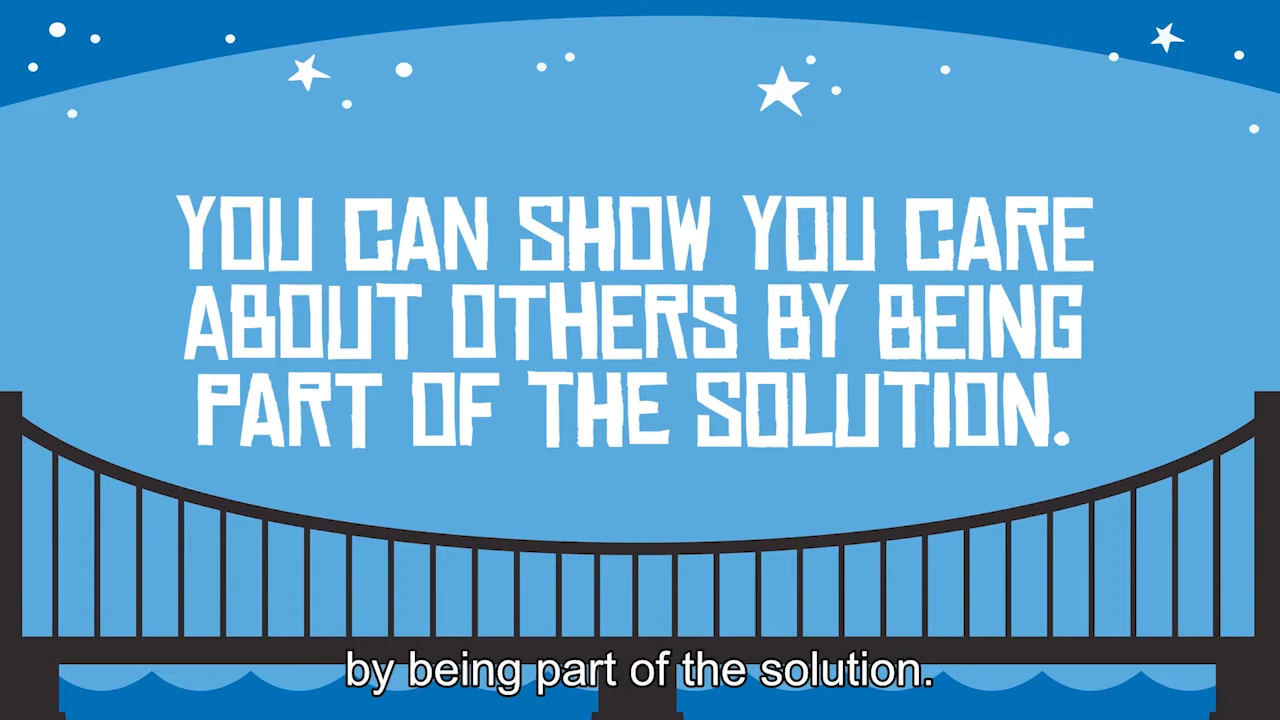 YOU CAN SHOW YOU CARE
ABOUT OTHERS BY BEING
PART OF THE SOLUTION.
by being part of the solution.